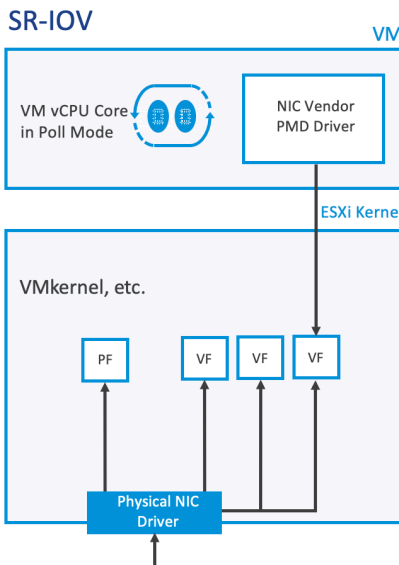 SR-IOV
VM
VM vCPU Core
in Poll Mode
NIC Vendor
PMD Driver
ESXi Kerne
VMkernel, etc.
PF
VF
VF
VF
Physical NIC
Driver